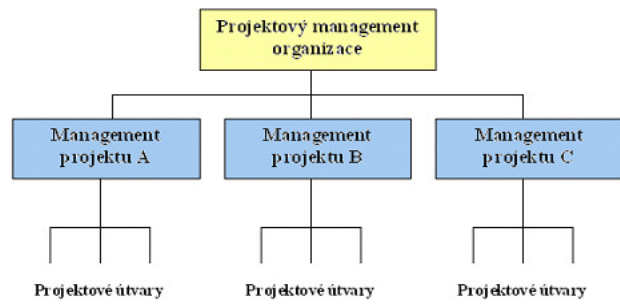 Projektový management
organizace
Management
projektu A
Management
projektu B
Management
projektu C
Projektové útvary
Projektové útvary
Projektové útvary